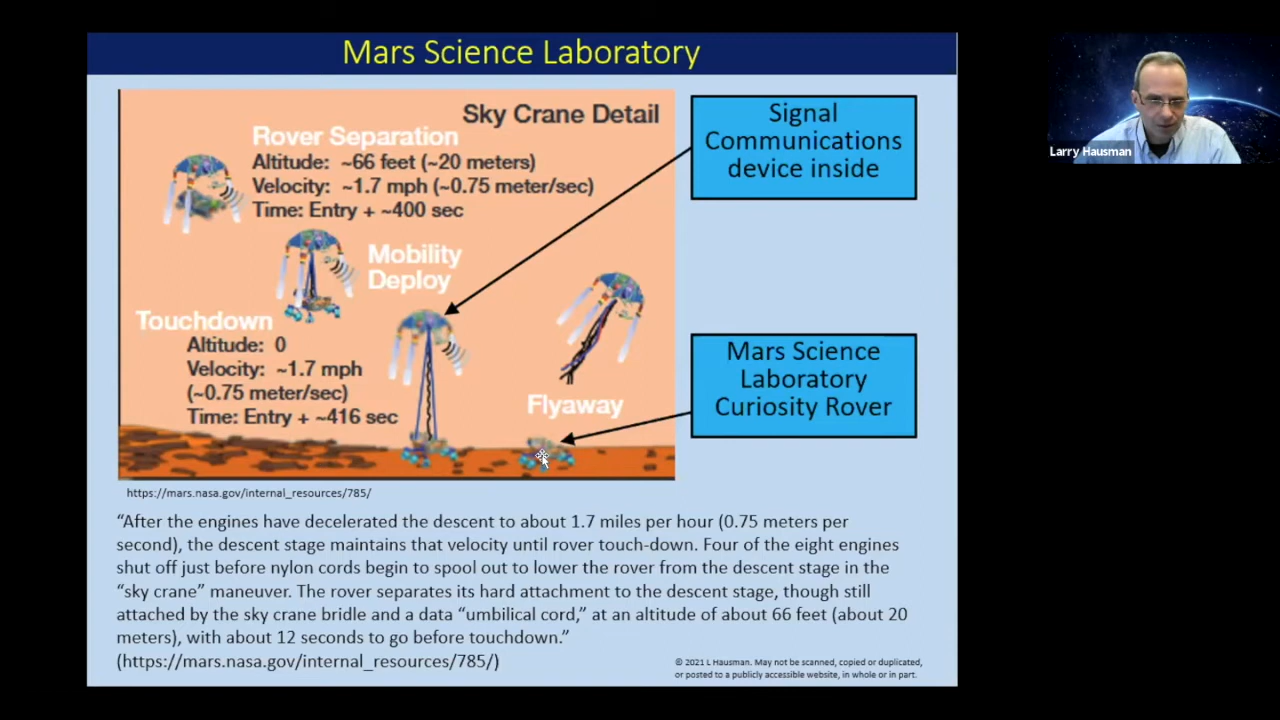 Mars Science Laboratory
Sky Crane Detail
Rover Separation
Altitude: ~66 feet (~20 meters)
Velocity: ~1.7 mph (~0.75 meter/sec)
Time: Entry + ~400 sec
Mobility
Deploy
Touchdown
Altitude: 0
Velocity: ~1.7 mph
(~0.75 meter/sec)
Time: Entry + ~416 sec
Flyaway
Signal
Communications
device inside
Mars Science
Laboratory
Curiosity Rover
Larry Hausman
https://mars.nasa.gov/internal_resources/785/
“After the engines have decelerated the descent to about 1.7 miles per hour (0.75 meters per
second), the descent stage maintains that velocity until rover touch-down. Four of the eight engines
shut off just before nylon cords begin to spool out to lower the rover from the descent stage in the
“sky crane” maneuver. The rover separates its hard attachment to the descent stage, though still
attached by the sky crane bridle and a data “umbilical cord,” at an altitude of about 66 feet (about 20
meters), with about 12 seconds to go before touchdown.”
(https://mars.nasa.gov/internal_resources/785/)
© 2021 L Hausman. May not be scanned, copied or duplicated,
or posted to a publicly accessible website, in whole or in part.